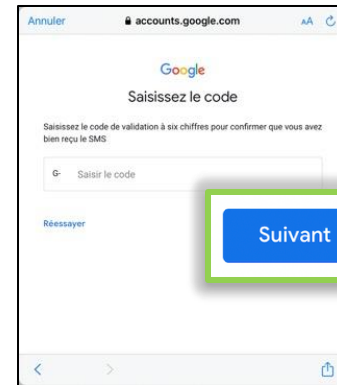 Annuler accounts.google.com AA
Google
Saisissez le code
Saisissez le code de validation à six chiffres pour confirmer que vous avez
bien reçu le SMS
G- Saisir le code
Réessayer
Suivant